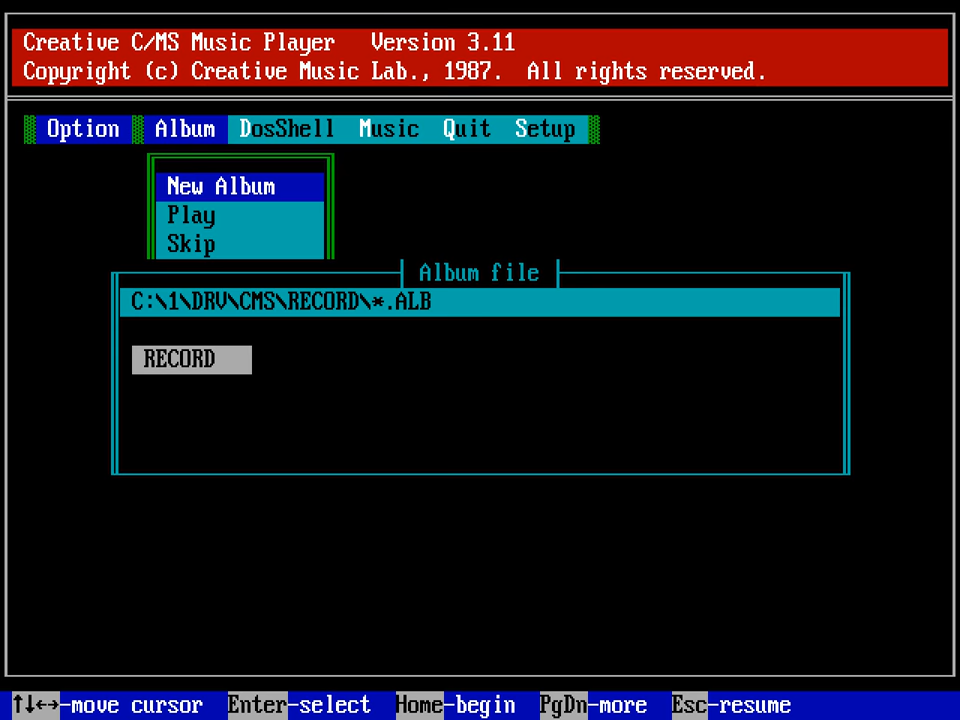 Creative C/MS Music Player   Version 3.11
Copyright (c) Creative Music Lab., 1987.  All rights reserved.
Option  Album  DosShell  Music  Quit  Setup
New Album
Play
Skip
Album file
C:\1\DRV\CMS\RECORD\*.ALB
RECORD
↑↓←→-move cursor  Enter-select  Home-begin  PgDn-more  Esc-resume